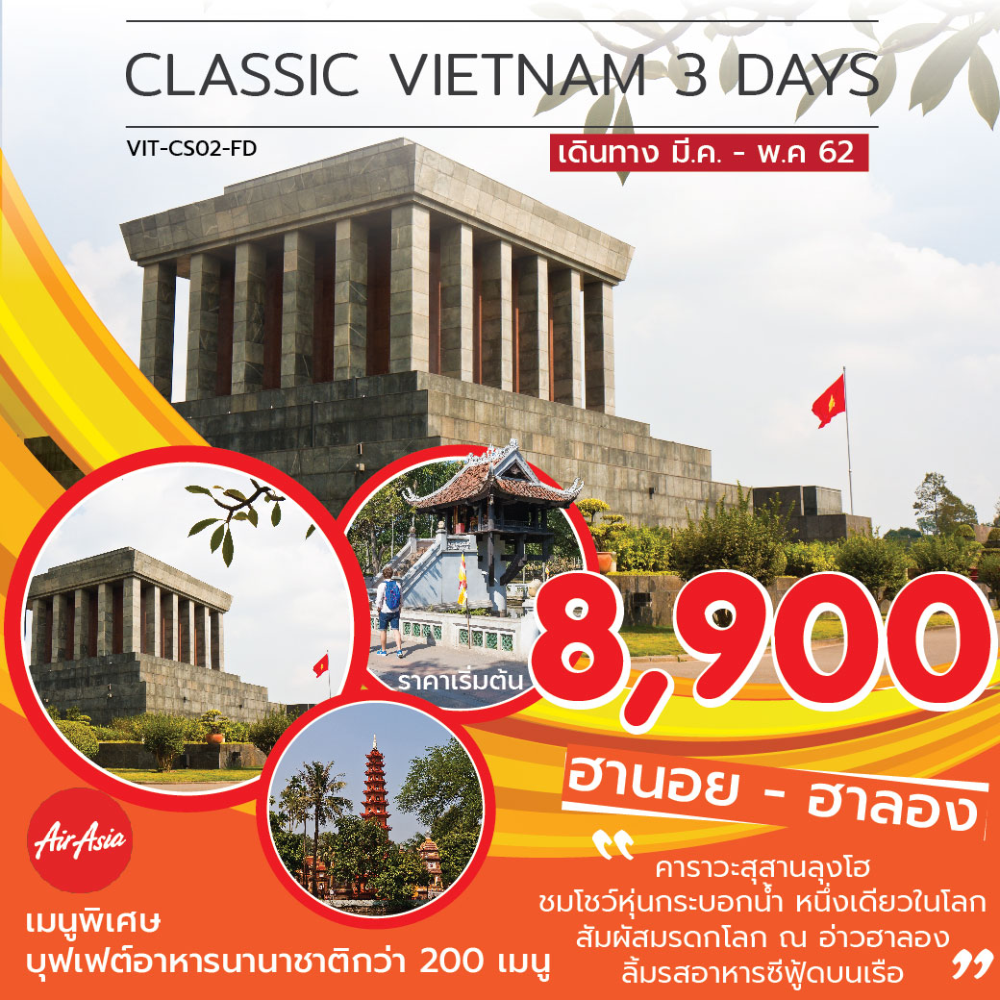 CLASSIC VIETNAM 3 DAYS
VIT-CS02-FD
เดินทาง มี.ค. - พ.ค 62
ราคาเริ่มต้น 8,900
ฮานอย - ฮาลอง
AirAsia
เมนูพิเศษ
บุฟเฟต์อาหารนานาชาติกว่า 200 เมนู
“ คาราวะสุสานลุงโฮ
ชมโชว์หุ่นกระบอกน้ำ หนึ่งเดียวในโลก
สัมผัสมรดกโลก ณ อ่าวฮาลอง
ลิ้มรสอาหารซีฟู้ดบนเรือ ”